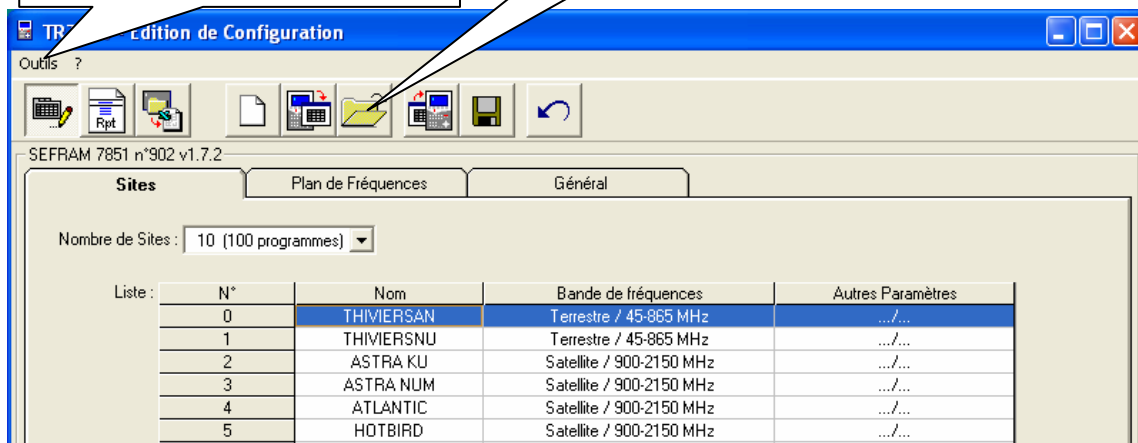 TR7 Edition de Configuration
Outils ?
Rpt
SEFRAM 7851 n°902 v1.7.2
Sites Plan de Fréquences Général
Nombre de Sites : 10 (100 programmes)
Liste : N° Nom Bande de fréquences Autres Paramètres
0 THIVIERSAN Terrestre / 45-865 MHz .../...
1 THIVIERSNU Terrestre / 45-865 MHz .../...
2 ASTRA KU Satellite / 900-2150 MHz .../...
3 ASTRA NUM Satellite / 900-2150 MHz .../...
4 ATLANTIC Satellite / 900-2150 MHz .../...
5 HOTBIRD Satellite / 900-2150 MHz .../...